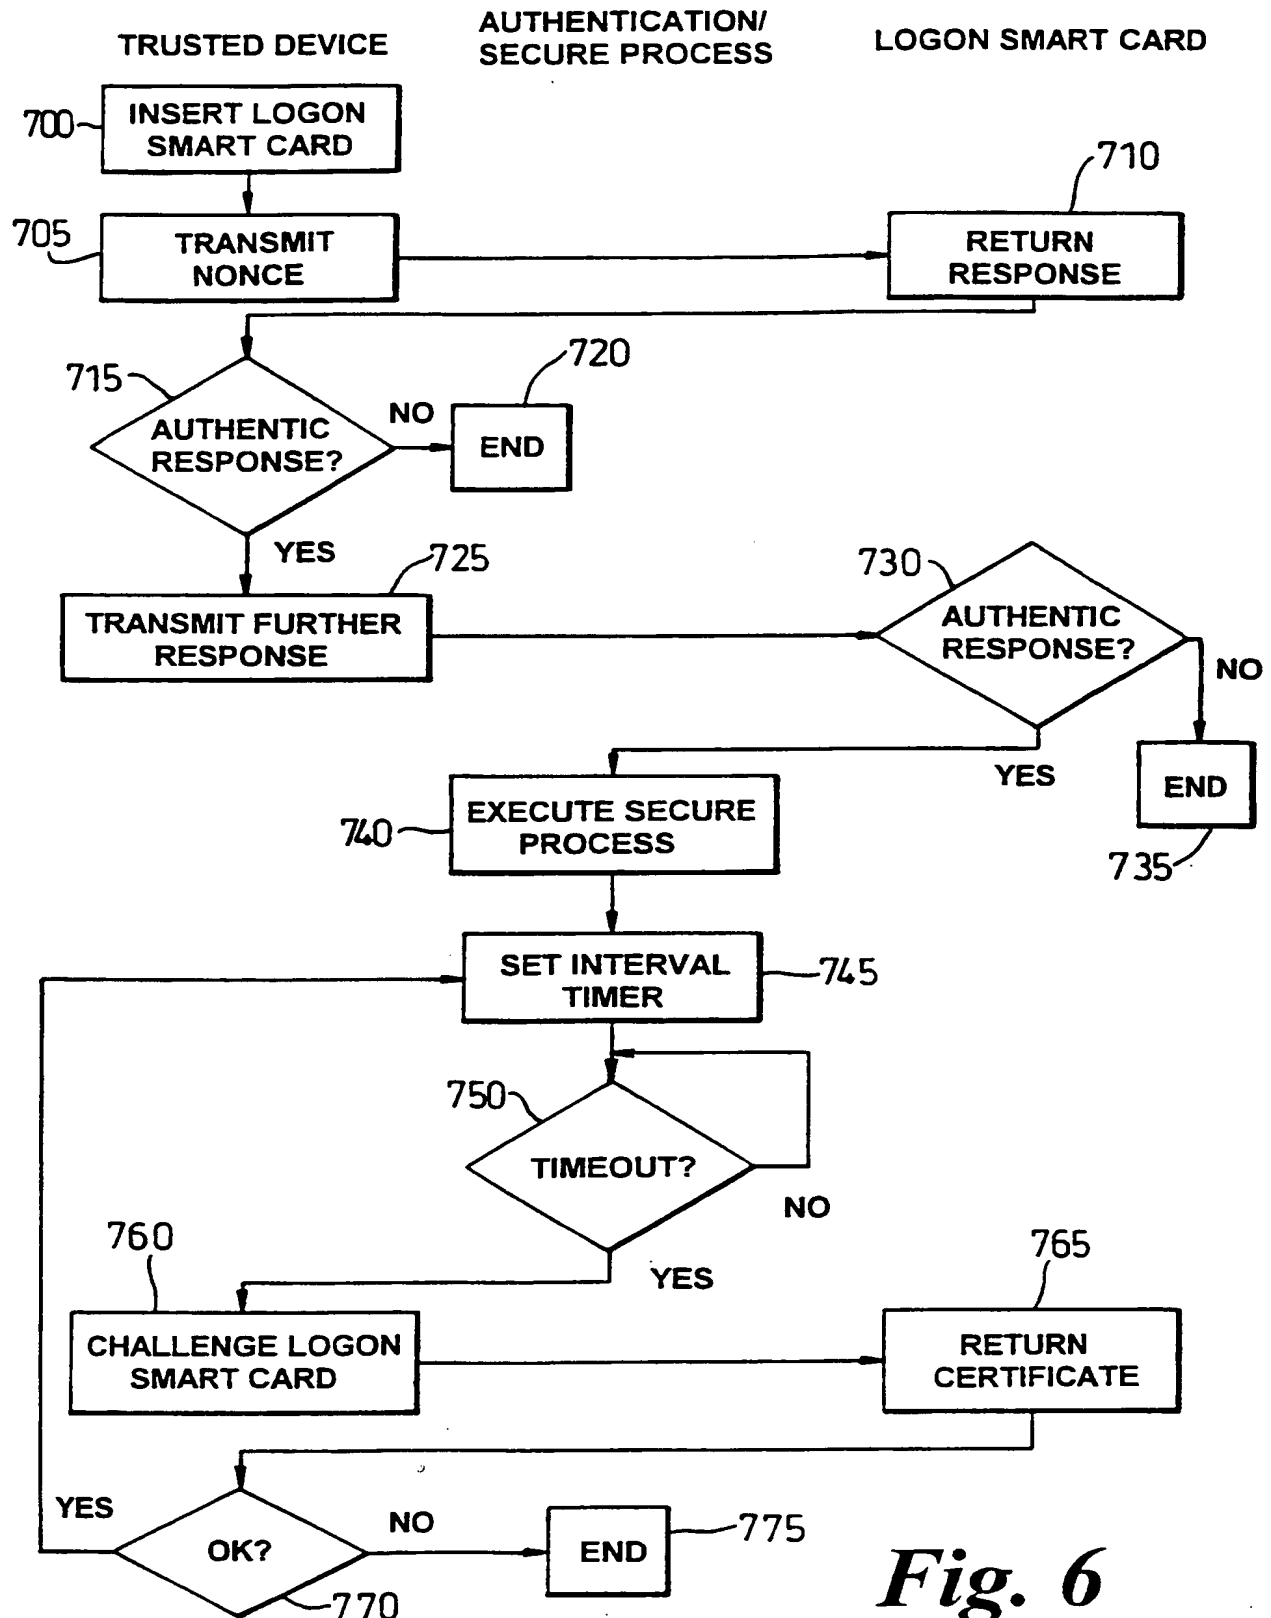 TRUSTED DEVICE
AUTHENTICATION/
SECURE PROCESS
LOGON SMART CARD
700
INSERT LOGON
SMART CARD
710
705
TRANSMIT
NONCE
RETURN
RESPONSE
715
720
AUTHENTIC
RESPONSE?
NO
END
YES
725
730
TRANSMIT FURTHER
RESPONSE
AUTHENTIC
RESPONSE?
NO
YES
END
735
740
EXECUTE SECURE
PROCESS
SET INTERVAL
TIMER
745
750
TIMEOUT?
NO
YES
760
765
CHALLENGE LOGON
SMART CARD
RETURN
CERTIFICATE
YES
OK?
NO
END
775
770
Fig. 6